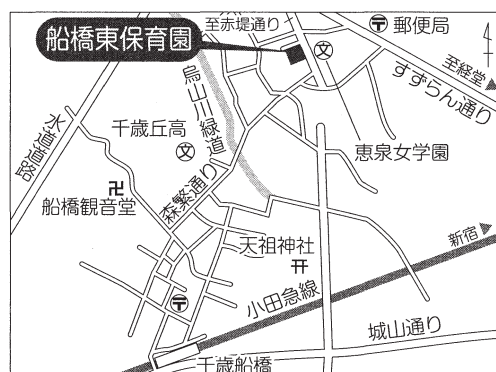 至赤堤通り
郵便局
船橋東保育園
文
至経堂
すずらん通り
烏山川緑道
水道道路
千歳丘高
文
恵泉女学園
卍
船橋観音堂
森繁通り
天祖神社
新宿
小田急線
城山通り
千歳船橋